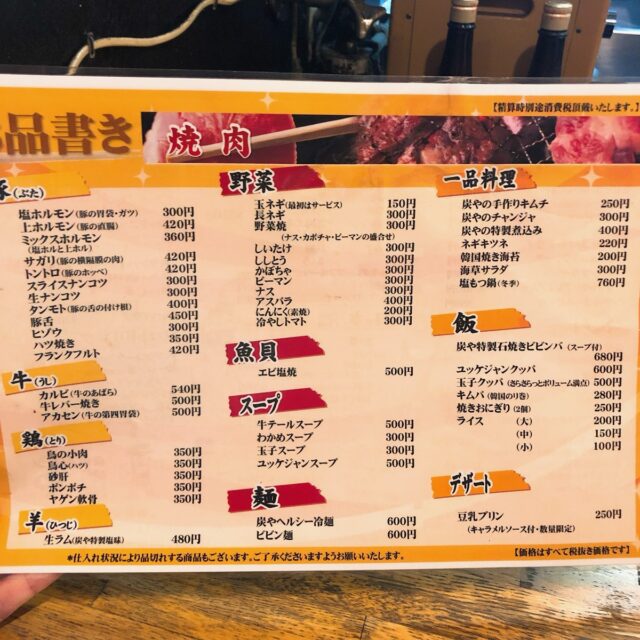 品書き
焼肉
【精算時別途消費税頂戴いたします。】
豚(ぶた)
塩ホルモン(豚の胃袋・ガツ) 300円
上ホルモン(豚の直腸) 420円
ミックスホルモン 360円
(塩ホルと上ホル)
サガリ(豚の横隔膜の肉) 420円
トントロ(豚のホッペ) 420円
スライスナンコツ 300円
生ナンコツ 300円
タンモト(豚の舌の付け根) 400円
豚舌 450円
ヒゾウ 300円
ハツ焼き 350円
フランクフルト 420円
牛(うし)
カルビ(牛のあばら) 540円
牛レバー焼き 500円
アカセン(牛の第四胃袋) 500円
鶏(とり)
鳥の小肉 350円
鳥心(ハツ) 350円
砂肝 350円
ボンポチ 350円
ヤゲン軟骨 350円
羊(ひつじ)
生ラム(炭や特製塩味) 480円
野菜
玉ネギ(最初はサービス) 150円
長ネギ 300円
野菜焼 300円
(ナス・カボチャ・ピーマンの盛合せ)
しいたけ 300円
ししとう 300円
かぼちゃ 300円
ピーマン 300円
ナス 300円
アスパラ 400円
にんにく(素焼) 200円
冷やしトマト 300円
魚貝
エビ塩焼 500円
スープ
牛テールスープ 500円
わかめスープ 300円
玉子スープ 300円
ユッケジャンスープ 500円
麺
炭やヘルシー冷麺 600円
ビビン麺 600円
一品料理
炭やの手作りキムチ 250円
炭やのチャンジャ 300円
炭やの特製煮込み 400円
ネギキツネ 220円
韓国焼き海苔 200円
海草サラダ 300円
塩もつ鍋(冬季) 760円
飯
炭や特製石焼きビビンバ(スープ付)
680円
ユッケジャンクッパ 600円
玉子クッパ(さらさらっとボリューム満点) 500円
キムパ(韓国のり巻) 280円
焼きおにぎり(2個) 250円
ライス (大) 200円
(中) 150円
(小) 100円
デザート
豆乳プリン 250円
(キャラメルソース付・数量限定)
*仕入れ状況により品切れする商品もございます。ご了承くださいますようお願いいたします。
【価格はすべて税抜き価格です】